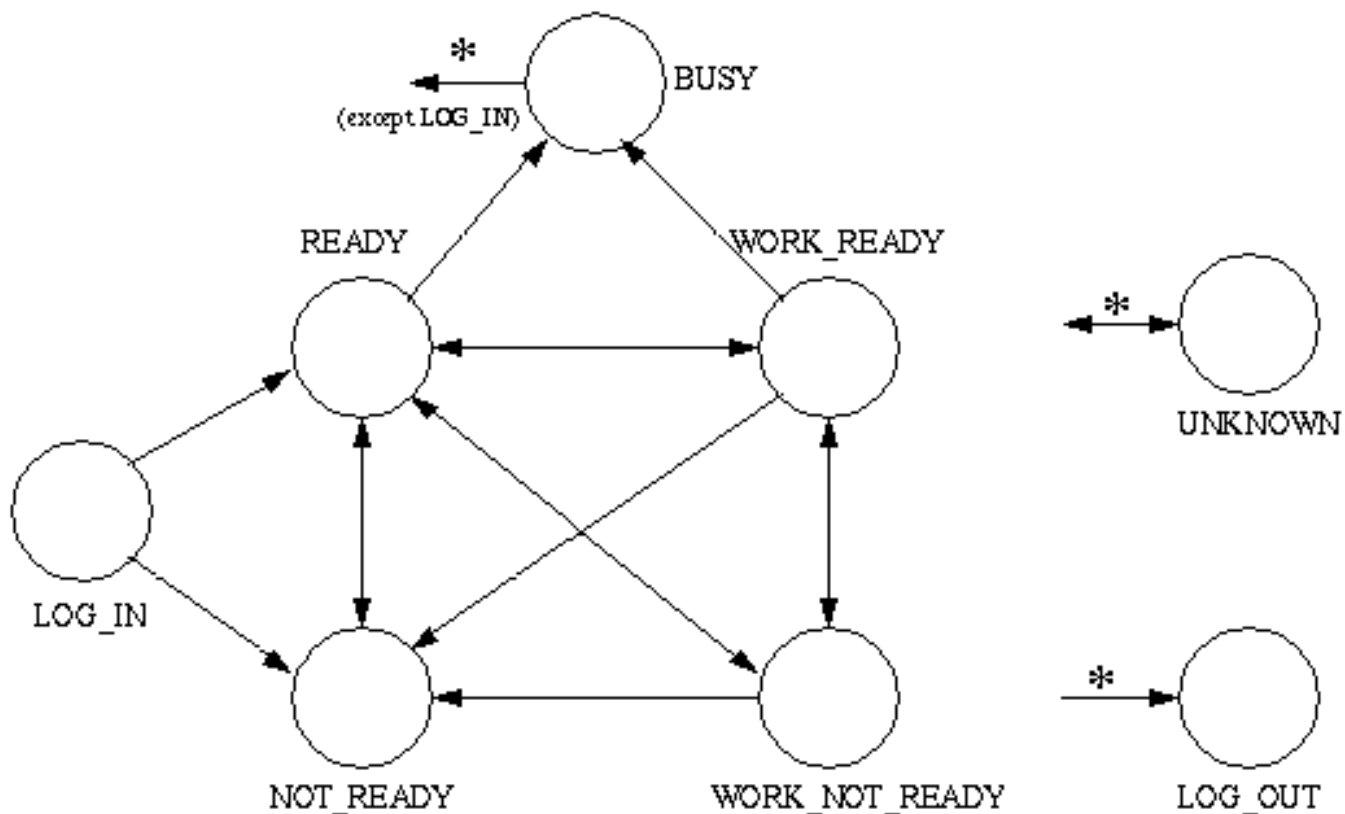 *
BUSY
(except LOG_IN)
READY
WORK_READY
*
UNKNOWN
LOG_IN
*
NOT_READY
WORK_NOT_READY
LOG_OUT